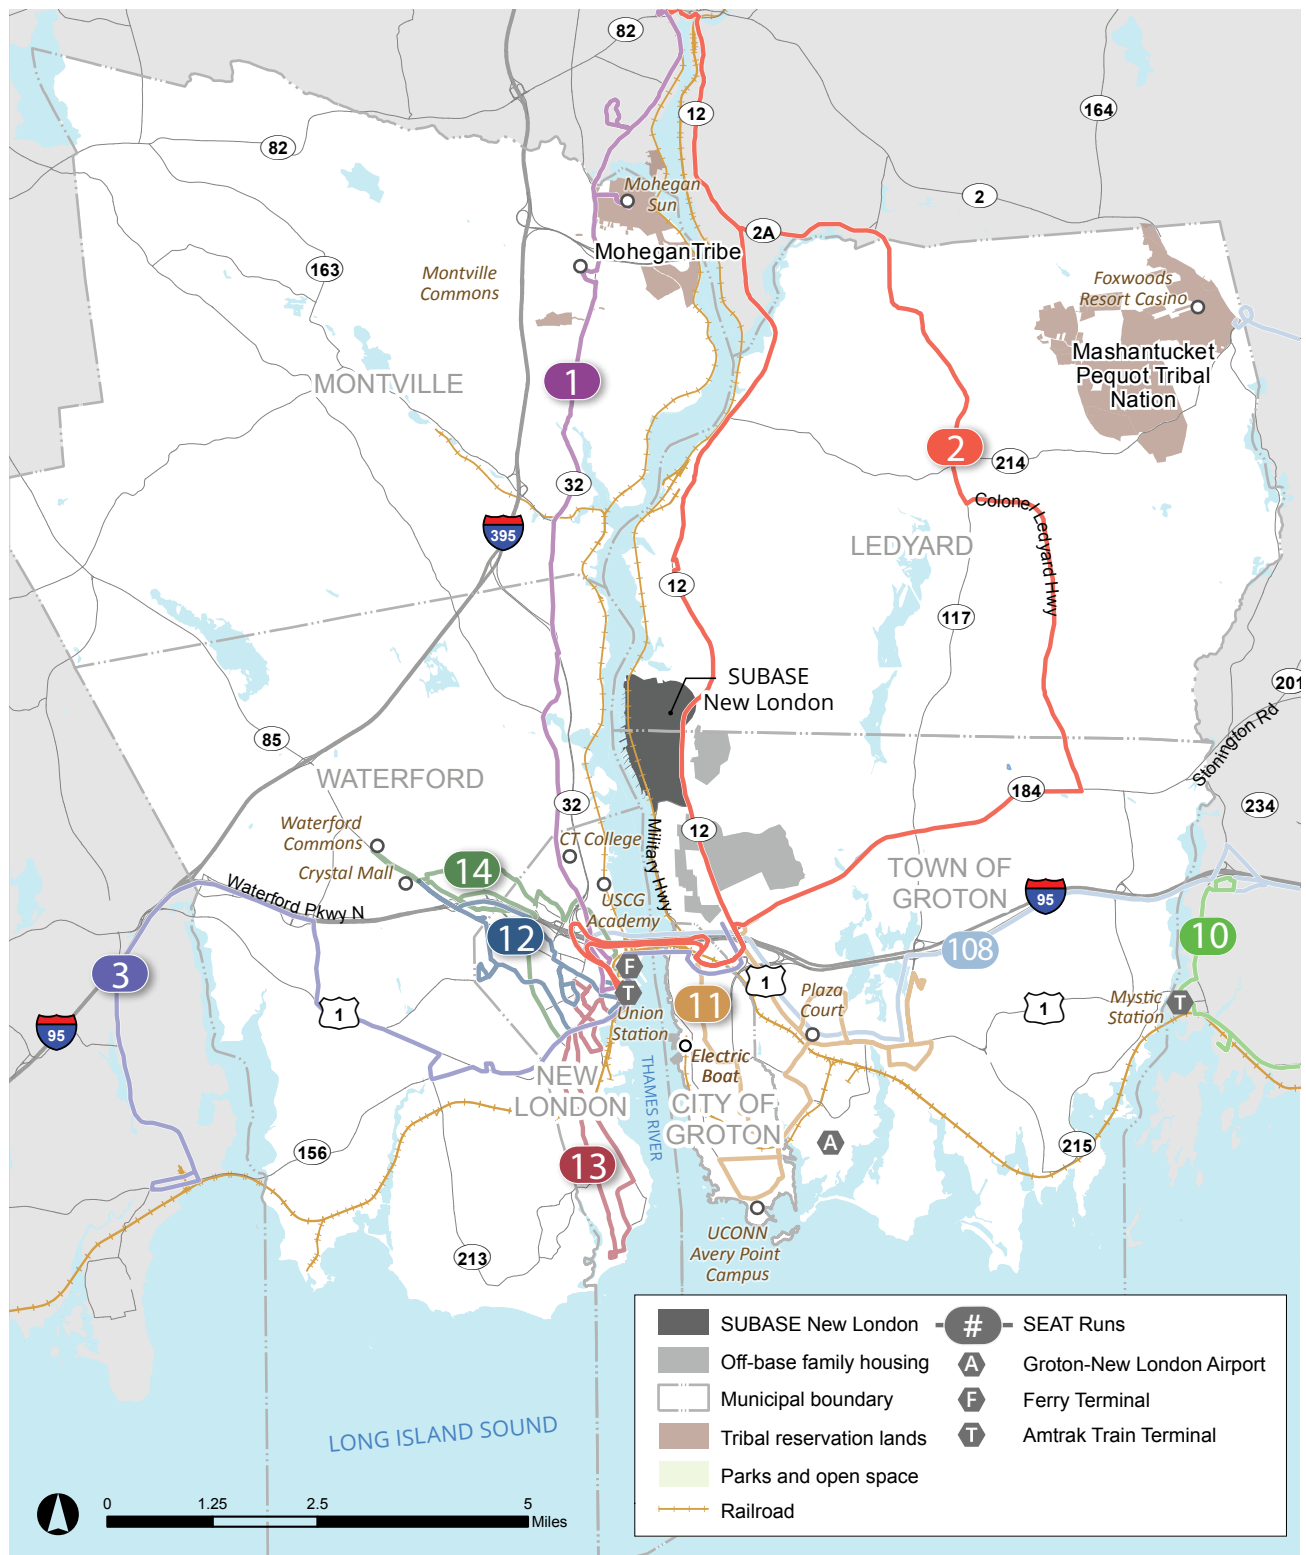 82
12
164
82
2
Mohegan
Sun
2A
Mohegan Tribe
163
Montville
Commons
Foxwoods
Resort Casino
Mashantucket
Pequot Tribal
Nation
1
MONTVILLE
2
214
32
Colonel Ledyard Hwy
395
LEDYARD
12
117
SUBASE
New London
201
Stonington Rd
85
WATERFORD
184
234
32
12
Military Hwy
Waterford
Commons
CT College
Crystal Mall
14
TOWN OF
GROTON
95
Waterford Pkwy N
USCG
Academy
12
108
10
3
F
T
1
Plaza
Court
11
1
1
Mystic
Station
T
Union
Station
95
Electric
Boat
THAMES RIVER
NEW
LONDON
CITY OF
GROTON
A
215
156
13
UCONN
Avery Point
Campus
213
LONG ISLAND SOUND
SUBASE New London
Off-base family housing
Municipal boundary
Tribal reservation lands
Parks and open space
Railroad
# SEAT Runs
A Groton-New London Airport
F Ferry Terminal
T Amtrak Train Terminal
0 1.25 2.5 5
Miles